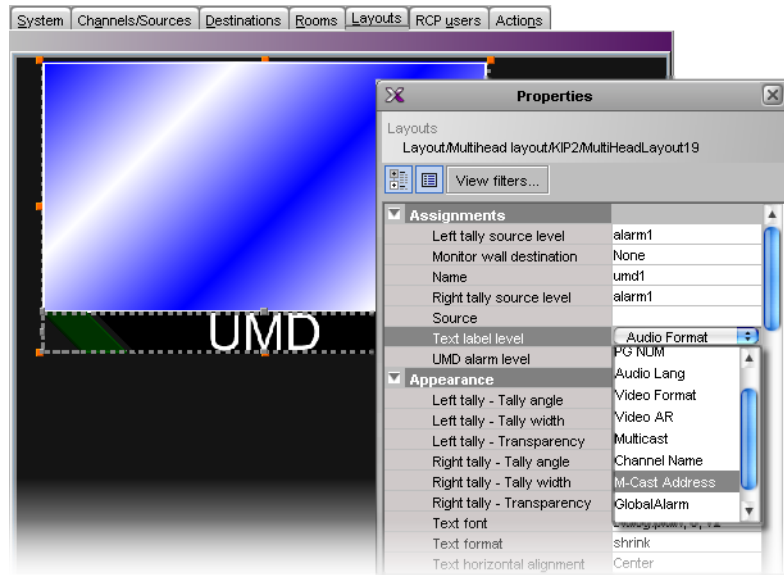 System Channels/Sources Destinations Rooms Layouts RCP users Actions
Properties
Layouts
Layout/Multihead layout/KIP2/MultiHeadLayout19
View filters...
Assignments
Left tally source level alarm1
Monitor wall destination None
Name umd1
Right tally source level alarm1
Source
Text label level Audio Format
UMD alarm level PG NUM
Audio Lang
Appearance
Left tally - Tally angle Video Format
Left tally - Tally width Video AR
Left tally - Transparency Multicast
Right tally - Tally angle Channel Name
Right tally - Tally width M-Cast Address
Right tally - Transparency GlobalAlarm
Text font
Text format shrink
Text horizontal alignment Center
UMD